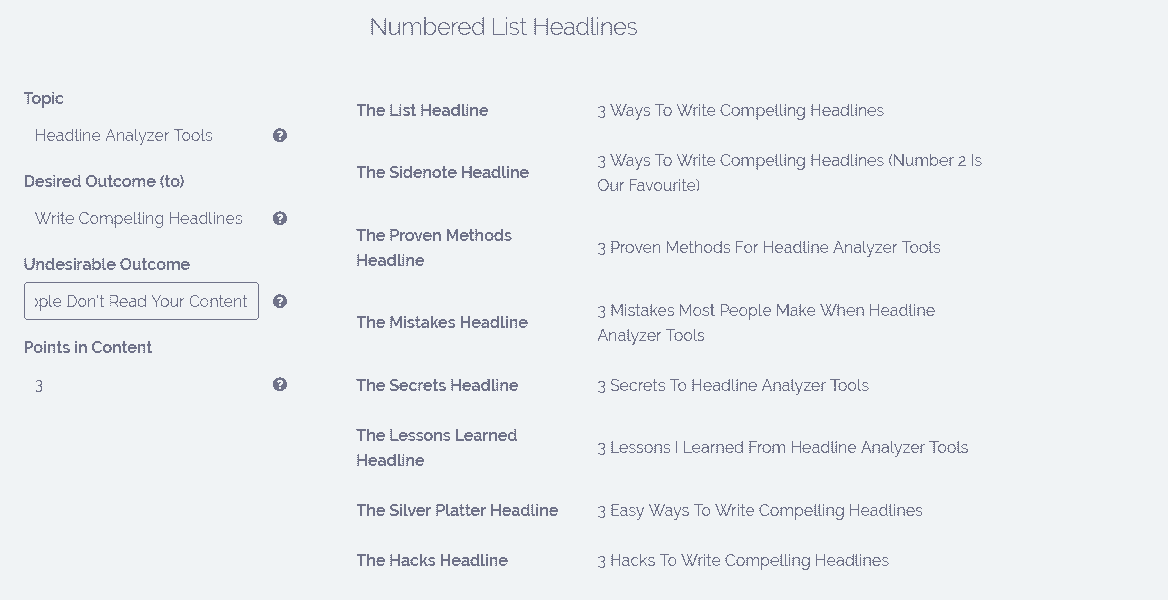 Numbered List Headlines
Topic
Headline Analyzer Tools
Desired Outcome (to)
Write Compelling Headlines
Undesirable Outcome
Don't Read Your Content
Points in Content
3
The List Headline
3 Ways To Write Compelling Headlines
The Sidenote Headline
3 Ways To Write Compelling Headlines (Number 2 Is
Our Favourite)
The Proven Methods
Headline
3 Proven Methods For Headline Analyzer Tools
The Mistakes Headline
3 Mistakes Most People Make When Headline
Analyzer Tools
The Secrets Headline
3 Secrets To Headline Analyzer Tools
The Lessons Learned
Headline
3 Lessons I Learned From Headline Analyzer Tools
The Silver Platter Headline
3 Easy Ways To Write Compelling Headlines
The Hacks Headline
3 Hacks To Write Compelling Headlines